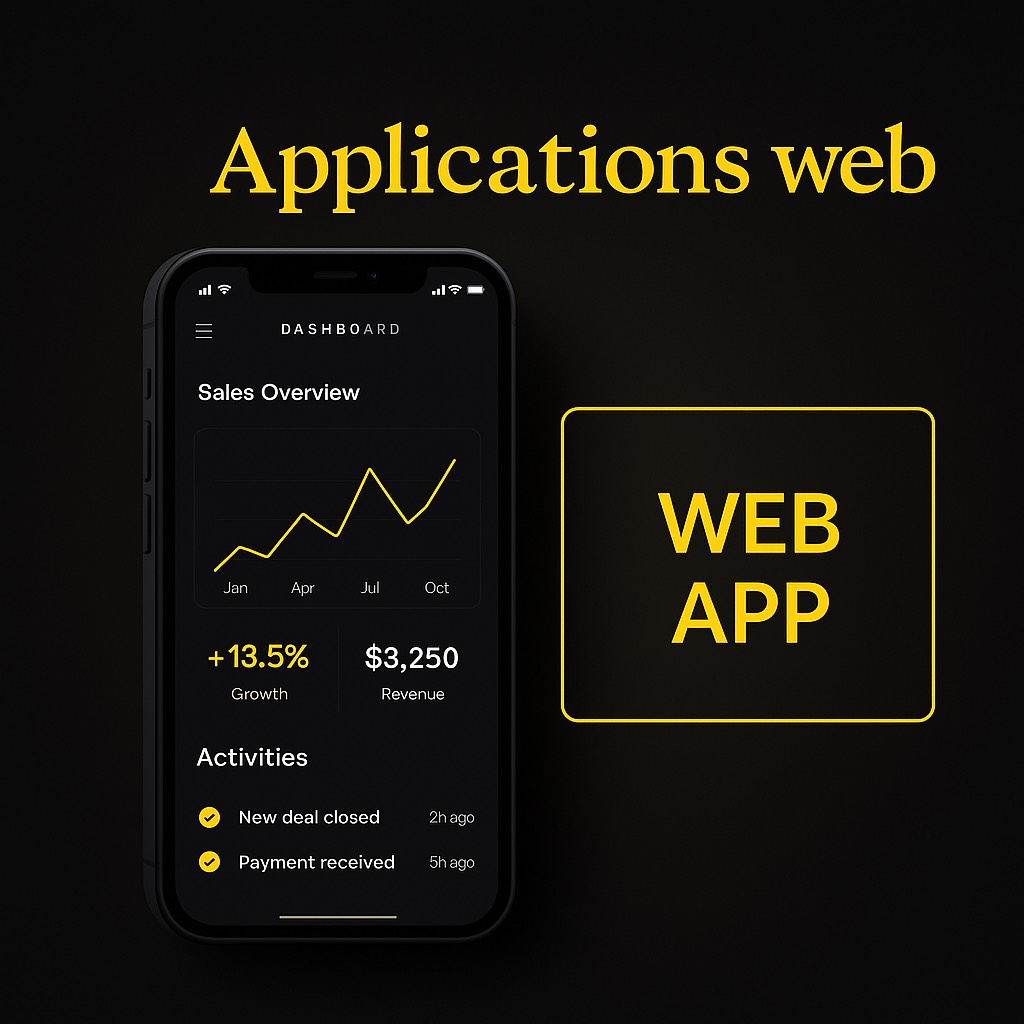 Applications web
DASHBOARD
Sales Overview
Jan Apr Jul Oct
+13.5% $3,250
Growth Revenue
Activities
New deal closed 2h ago
Payment received 5h ago
WEB
APP